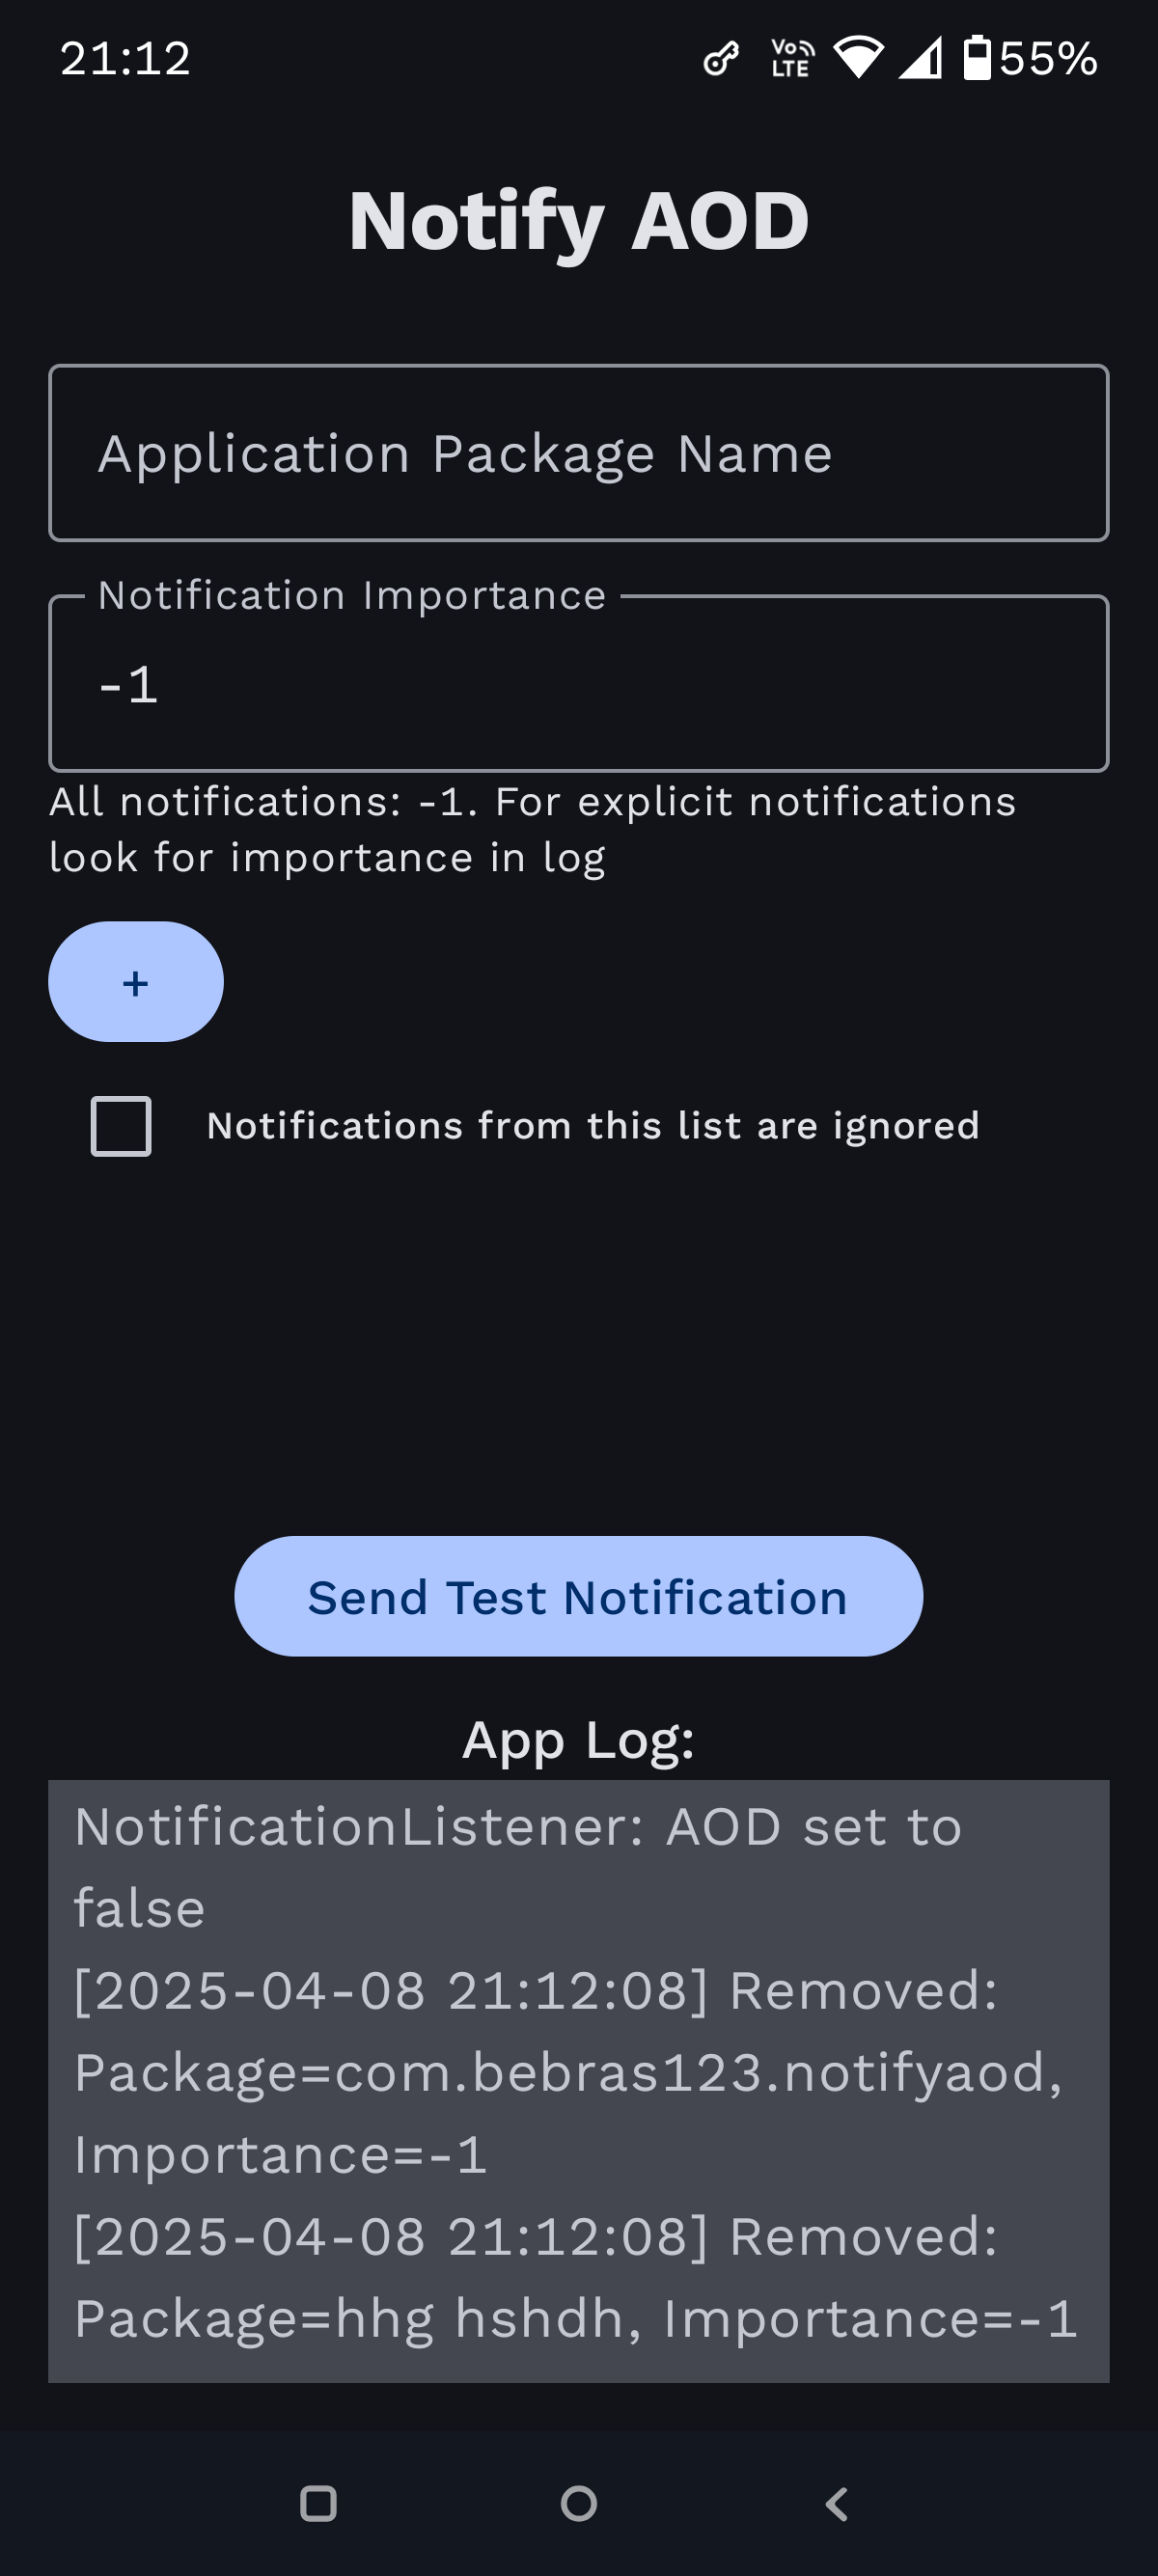 21:12
Vo
LTE
55%
Notify AOD
Application Package Name
Notification Importance
-1
All notifications: -1. For explicit notifications
look for importance in log
+
Notifications from this list are ignored
Send Test Notification
App Log:
NotificationListener: AOD set to
false
[2025-04-08 21:12:08] Removed:
Package=com.bebras123.notifyaod,
Importance=-1
[2025-04-08 21:12:08] Removed:
Package=hhg hshdh, Importance=-1